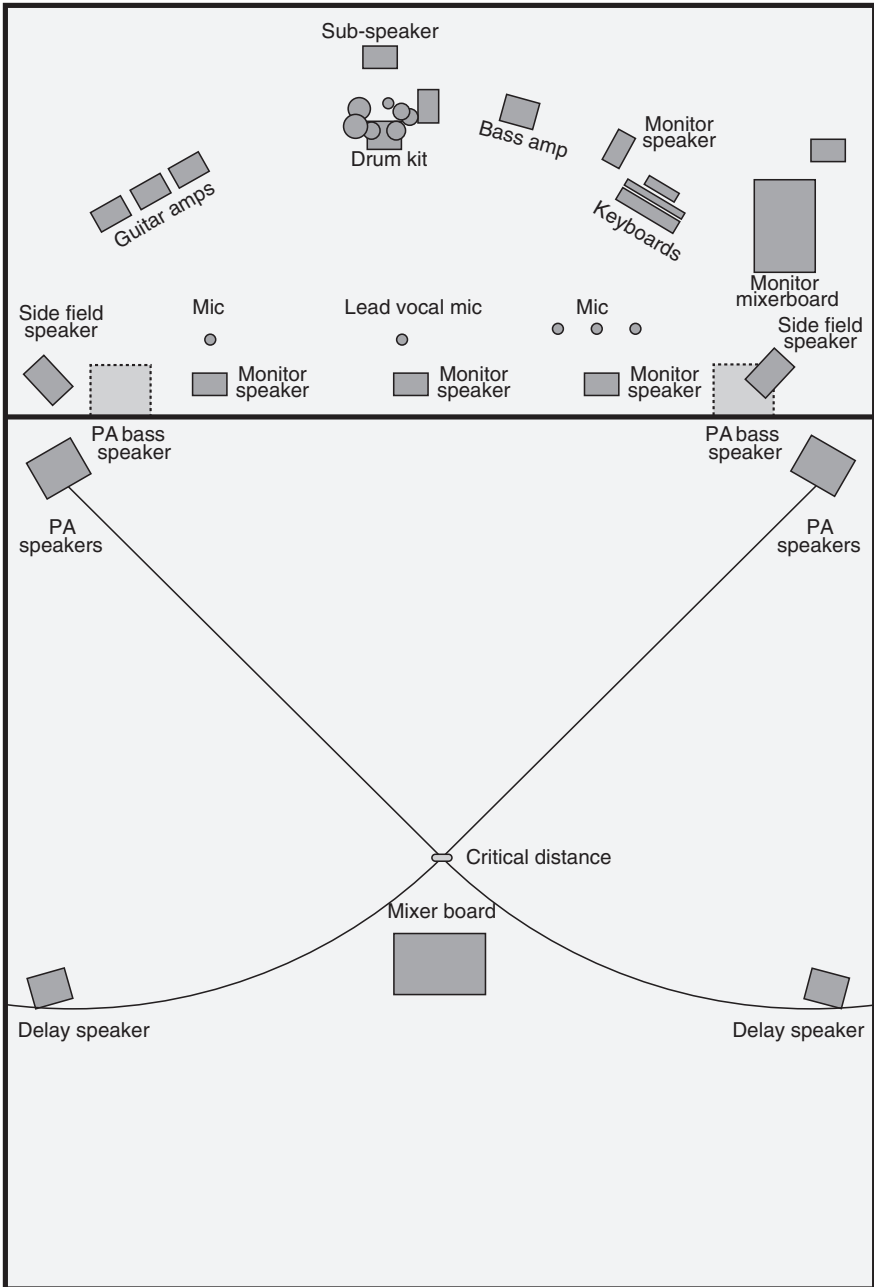 Sub-speaker
Drum kit
Bass amp
Monitor
speaker
Guitar amps
Keyboards
Monitor
mixerboard
Side field
speaker
Mic
Lead vocal mic
Mic
Side field
speaker
Monitor
speaker
Monitor
speaker
Monitor
speaker
PA bass
speaker
PA bass
speaker
PA
speakers
PA
speakers
Critical distance
Mixer board
Delay speaker
Delay speaker